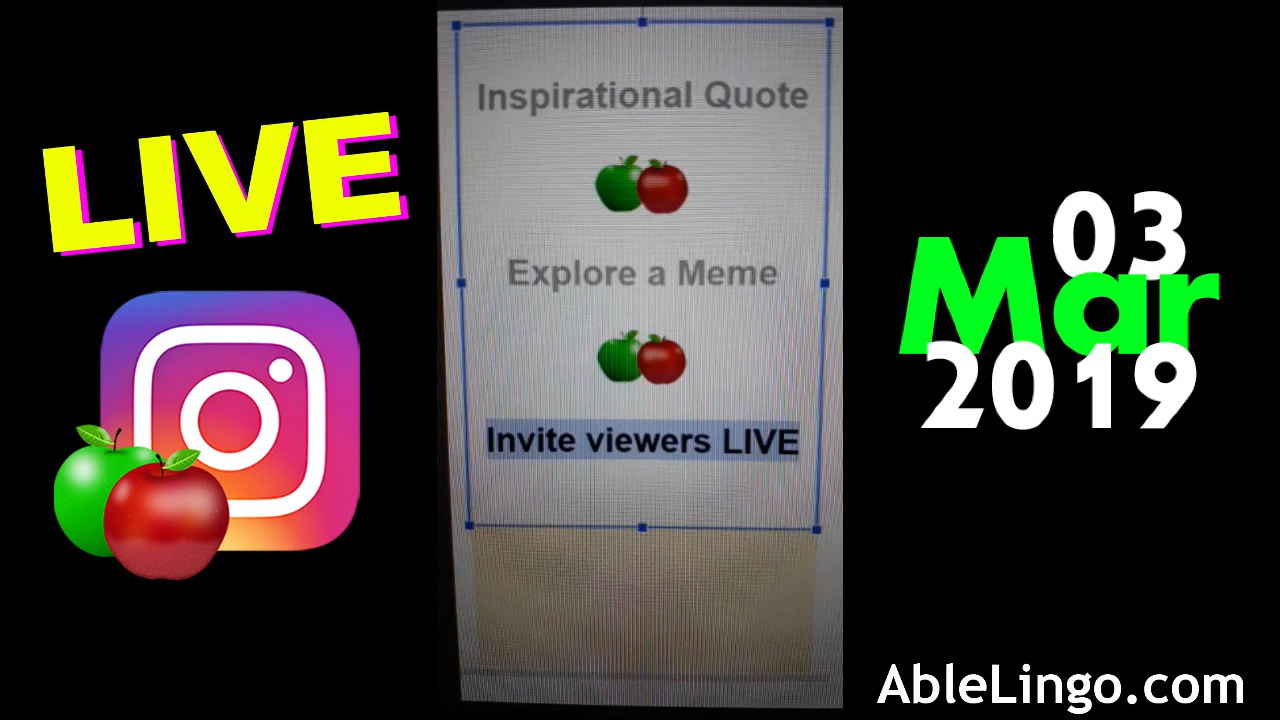 LIVE
Inspirational Quote
Explore a Meme
Invite viewers LIVE
03
Mar
2019
AbleLingo.com